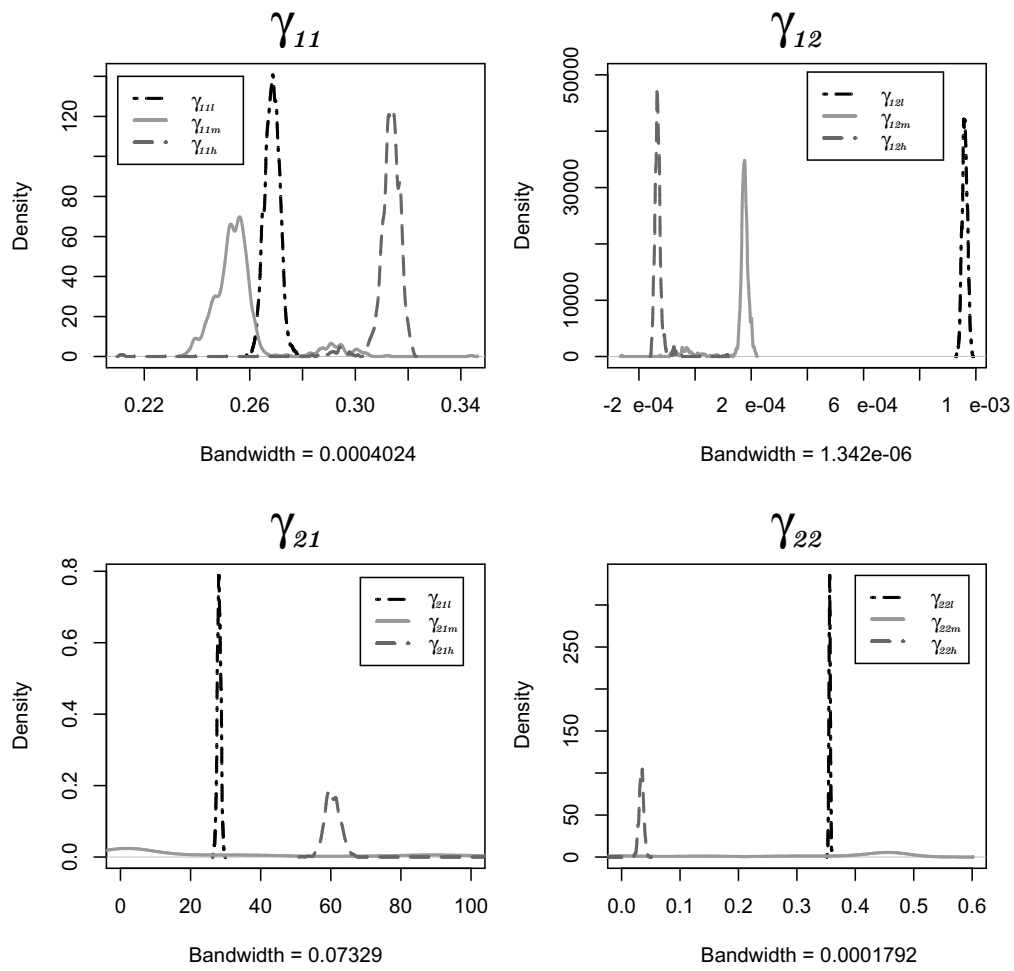 γ11
γ11l
γ11m
γ11h
Density
0 20 40 60 80 120
0.22 0.26 0.30 0.34
Bandwidth = 0.0004024
γ12
γ12l
γ12m
γ12h
Density
0 10000 30000 50000
-2 e-04 2 e-04 6 e-04 1 e-03
Bandwidth = 1.342e-06
γ21
γ21l
γ21m
γ21h
Density
0.0 0.2 0.4 0.6 0.8
0 20 40 60 80 100
Bandwidth = 0.07329
γ22
γ22l
γ22m
γ22h
Density
0 50 150 250
0.0 0.1 0.2 0.3 0.4 0.5 0.6
Bandwidth = 0.0001792